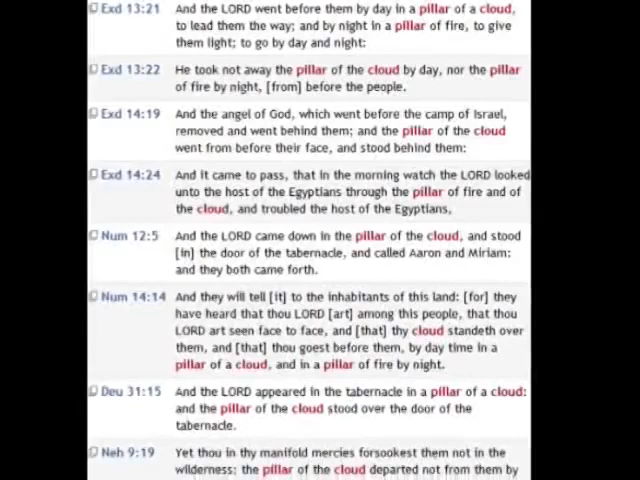 Exd 13:21 And the LORD went before them by day in a pillar of a cloud,
to lead them the way; and by night in a pillar of fire, to give
them light; to go by day and night:
Exd 13:22 He took not away the pillar of the cloud by day, nor the pillar
of fire by night, [from] before the people.
Exd 14:19 And the angel of God, which went before the camp of Israel,
removed and went behind them; and the pillar of the cloud
went from before their face, and stood behind them:
Exd 14:24 And it came to pass, that in the morning watch the LORD looked
unto the host of the Egyptians through the pillar of fire and of
the cloud, and troubled the host of the Egyptians,
Num 12:5 And the LORD came down in the pillar of the cloud, and stood
[in] the door of the tabernacle, and called Aaron and Miriam:
and they both came forth.
Num 14:14 And they will tell [it] to the inhabitants of this land: [for] they
have heard that thou LORD [art] among this people, that thou
LORD art seen face to face, and [that] thy cloud standeth over
them, and [that] thou goest before them, by day time in a
pillar of a cloud, and in a pillar of fire by night.
Deu 31:15 And the LORD appeared in the tabernacle in a pillar of a cloud:
and the pillar of the cloud stood over the door of the
tabernacle.
Neh 9:19 Yet thou in thy manifold mercies forsookest them not in the
wilderness: the pillar of the cloud departed not from them by